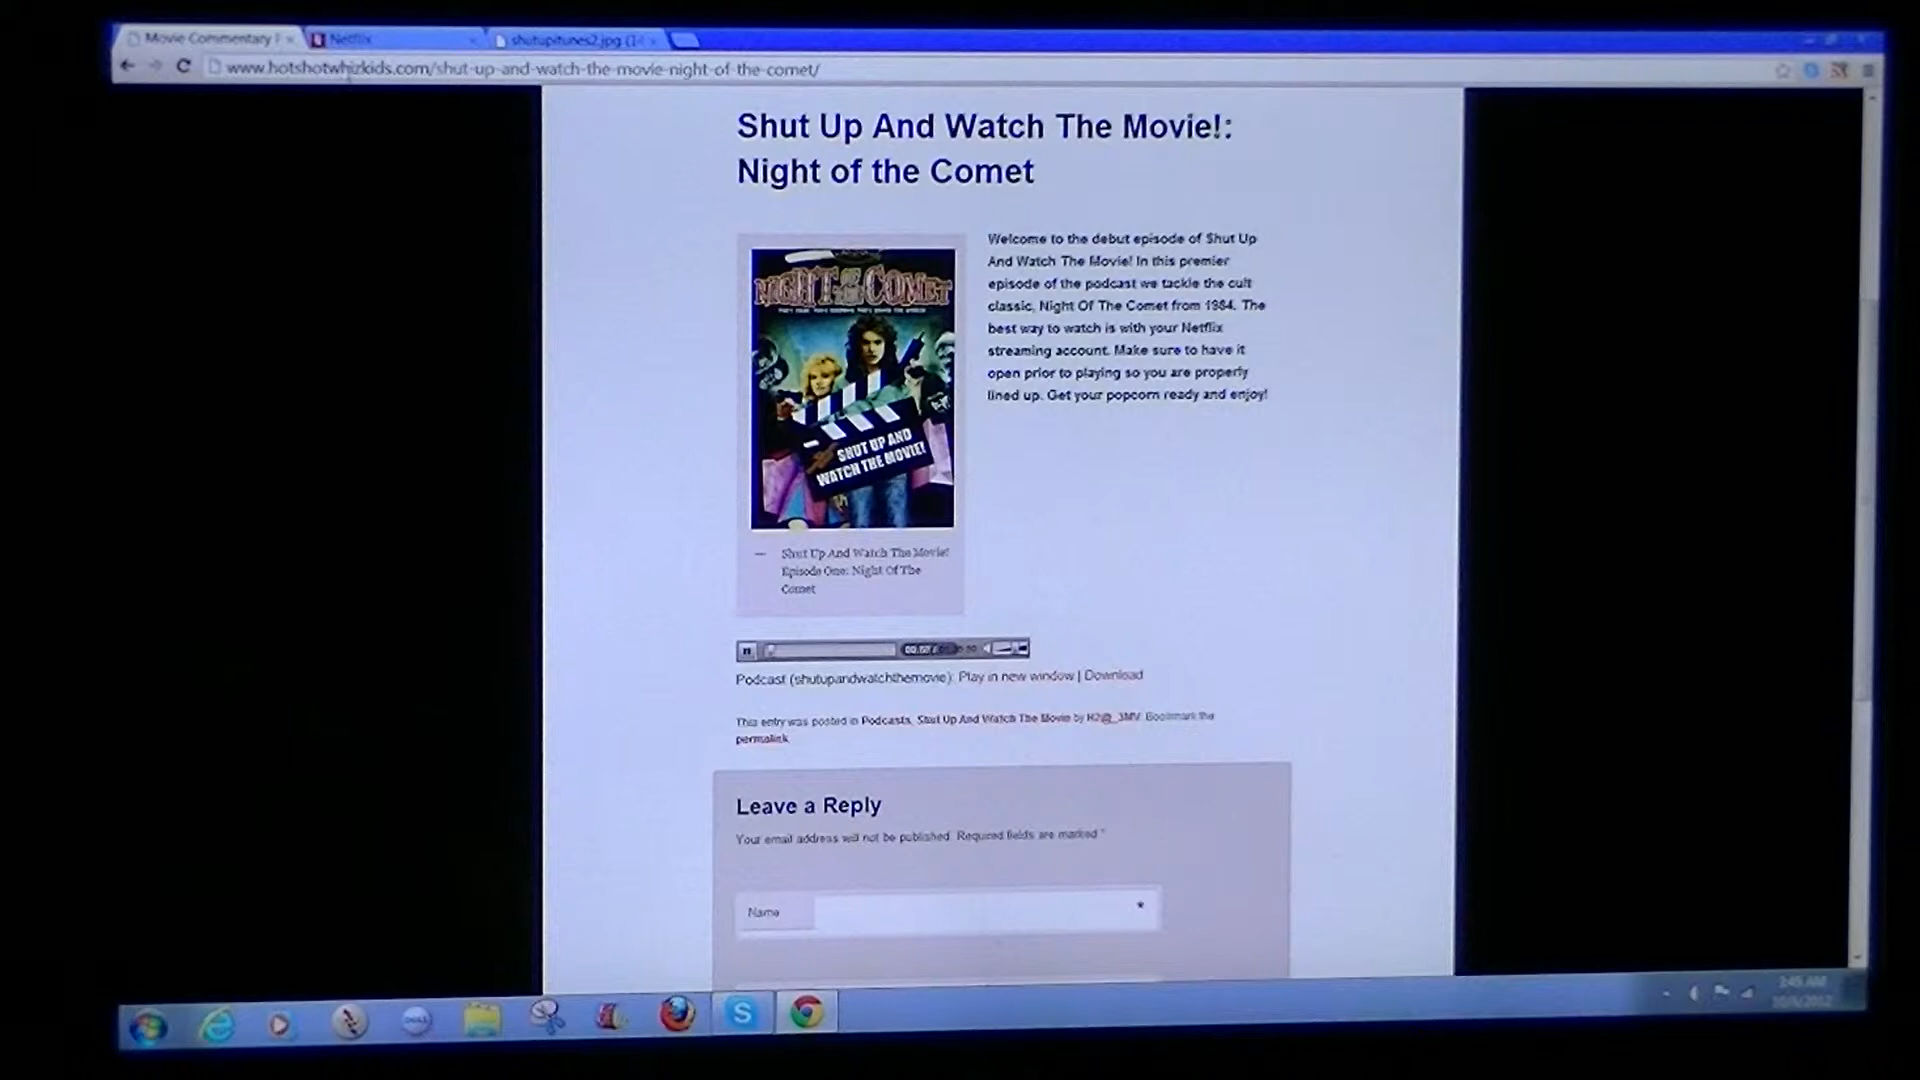 Movie Commentary
Netflix
shutupitunes2.jpg
www.hotshotwhizkids.com/shut-up-and-watch-the-movie-night-of-the-comet/
Shut Up And Watch The Movie!:
Night of the Comet
Welcome to the debut episode of Shut Up
And Watch The Movie! In this premier
episode of the podcast we tackle the cult
classic, Night Of The Comet from 1984. The
best way to watch is with your Netflix
streaming account. Make sure to have it
open prior to playing so you are properly
lined up. Get your popcorn ready and enjoy!
NIGHT OF THE COMET
SHUT UP AND
WATCH THE MOVIE!
— Shut Up And Watch The Movie!
Episode One: Night Of The
Comet
Podcast (shutupandwatchthemovie): Play in new window | Download
This entry was posted in Podcasts, Shut Up And Watch The Movie by Bookmark the
permalink.
Leave a Reply
Your email address will not be published. Required fields are marked *
Name *
DELL
S